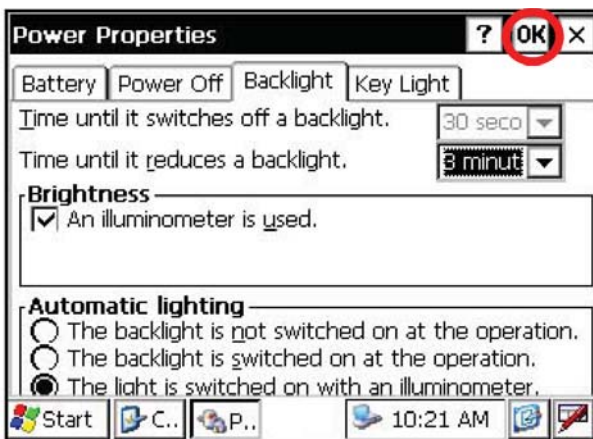 Power Properties ? OK ×
Battery Power Off Backlight Key Light
Time until it switches off a backlight. 30 seco
Time until it reduces a backlight. 3 minut
Brightness
An illuminometer is used.
Automatic lighting
The backlight is not switched on at the operation.
The backlight is switched on at the operation.
The light is switched on with an illuminometer.
Start C.. P.. 10:21 AM